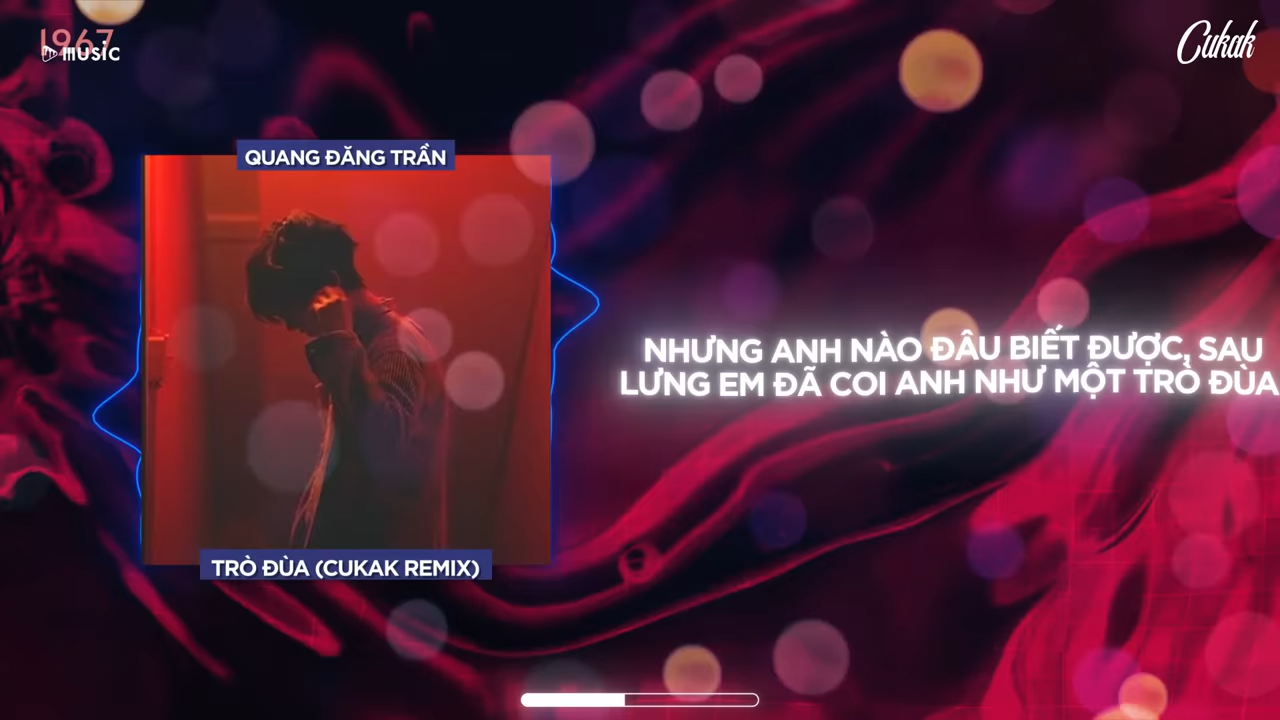 1967
MUSIC
Cukak
QUANG ĐĂNG TRẦN
NHƯNG ANH NÀO ĐÂU BIẾT ĐƯỢC, SAU
LƯNG EM ĐÃ COI ANH NHƯ MỘT TRÒ ĐÙA
TRÒ ĐÙA (CUKAK REMIX)